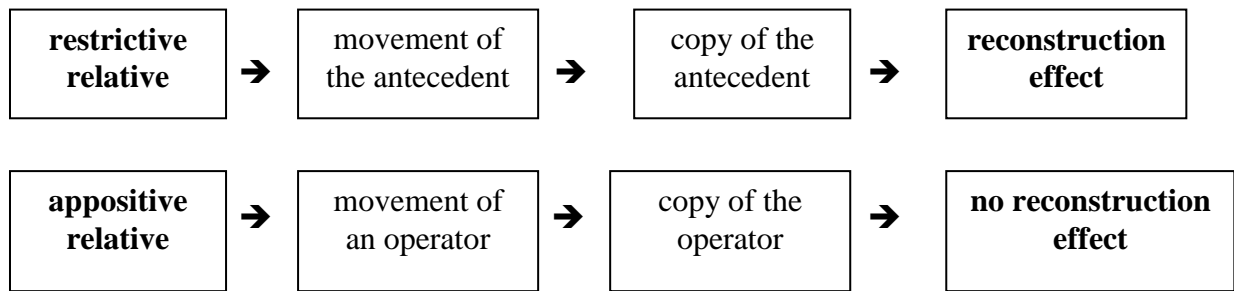 restrictive relative ➔ movement of the antecedent ➔ copy of the antecedent ➔ reconstruction effect
appositive relative ➔ movement of an operator ➔ copy of the operator ➔ no reconstruction effect